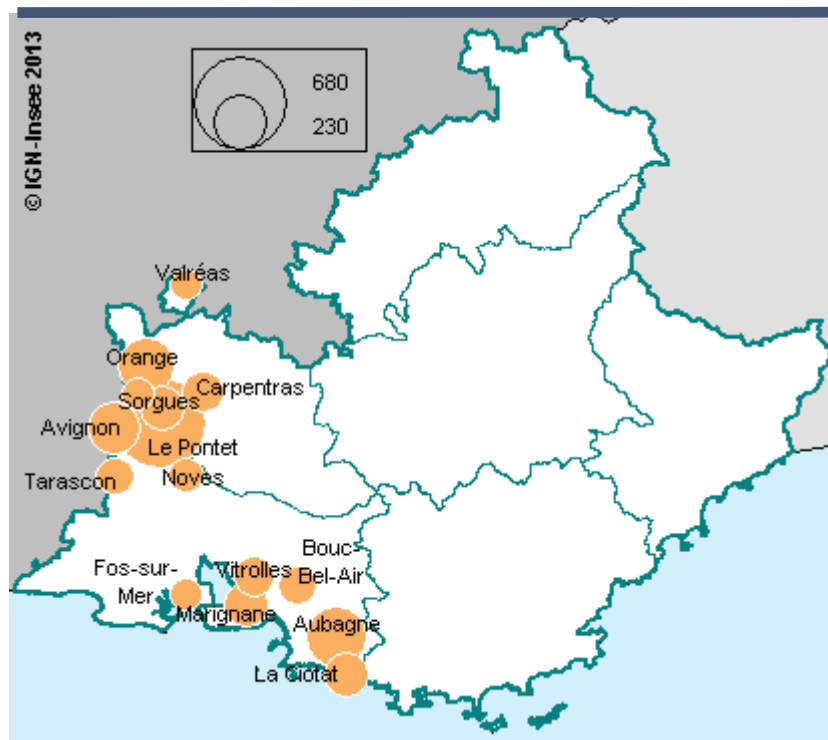 © IGN-Insee 2013
680
230
Valréas
Orange
Carpentras
Sorgues
Avignon
Le Pontet
Tarascon
Noves
Bouc-
Bel-Air
Fos-sur-
Mer
Vitrolles
Marignane
Aubagne
La Ciotat